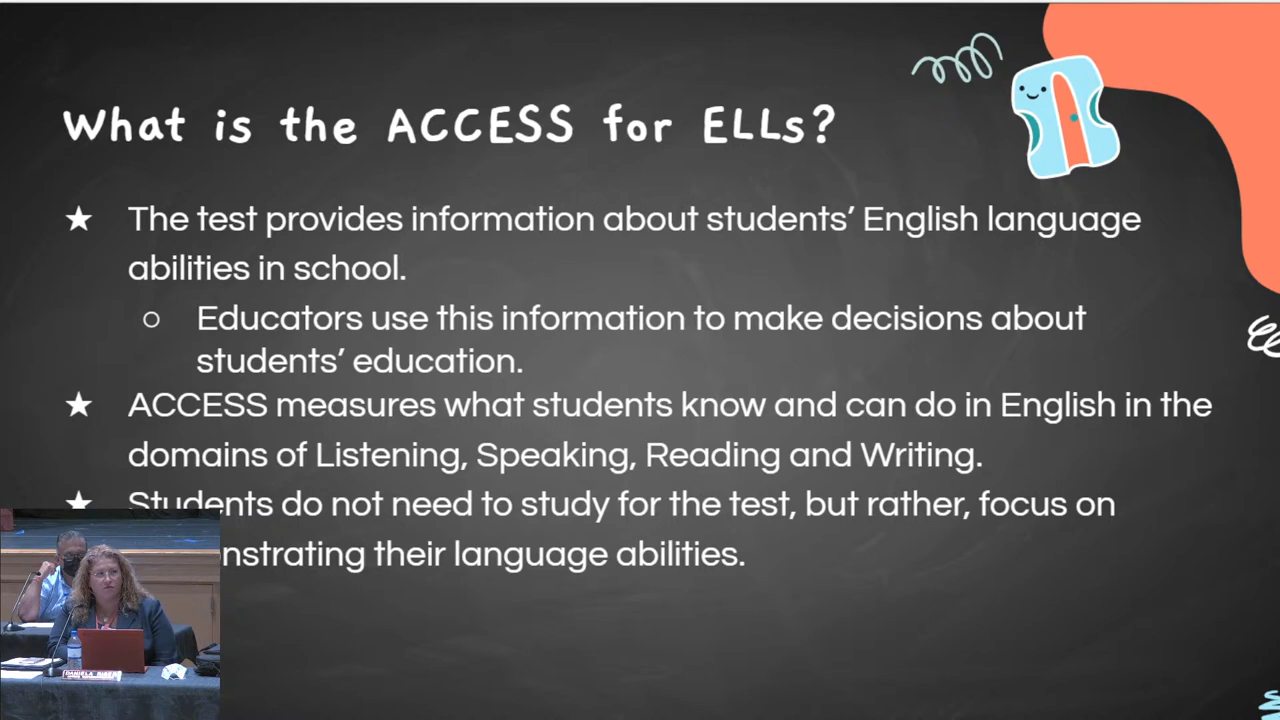 What is the ACCESS for ELLs?
★ The test provides information about students’ English language
abilities in school.
○ Educators use this information to make decisions about
students’ education.
★ ACCESS measures what students know and can do in English in the
domains of Listening, Speaking, Reading and Writing.
★ Students do not need to study for the test, but rather, focus on
nstrating their language abilities.
DANIELA